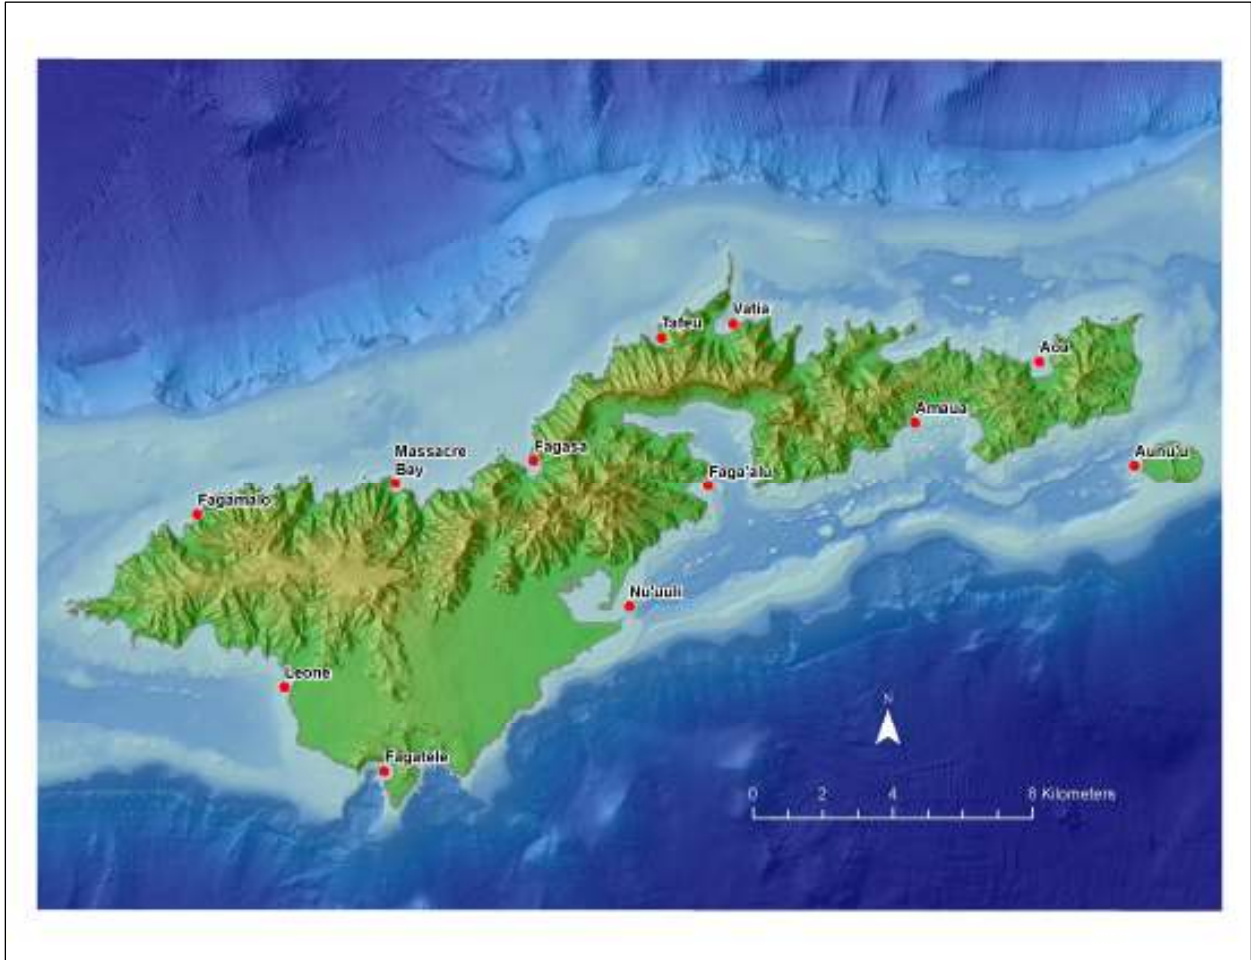 Vatia
Tafeu
Aoa
Amaua
Massacre
Bay
Fagasa
Aunu'u
Faga'alu
Fagamalo
Nu'uuli
Leone
N
Fagatele
0 2 4 8 Kilometers